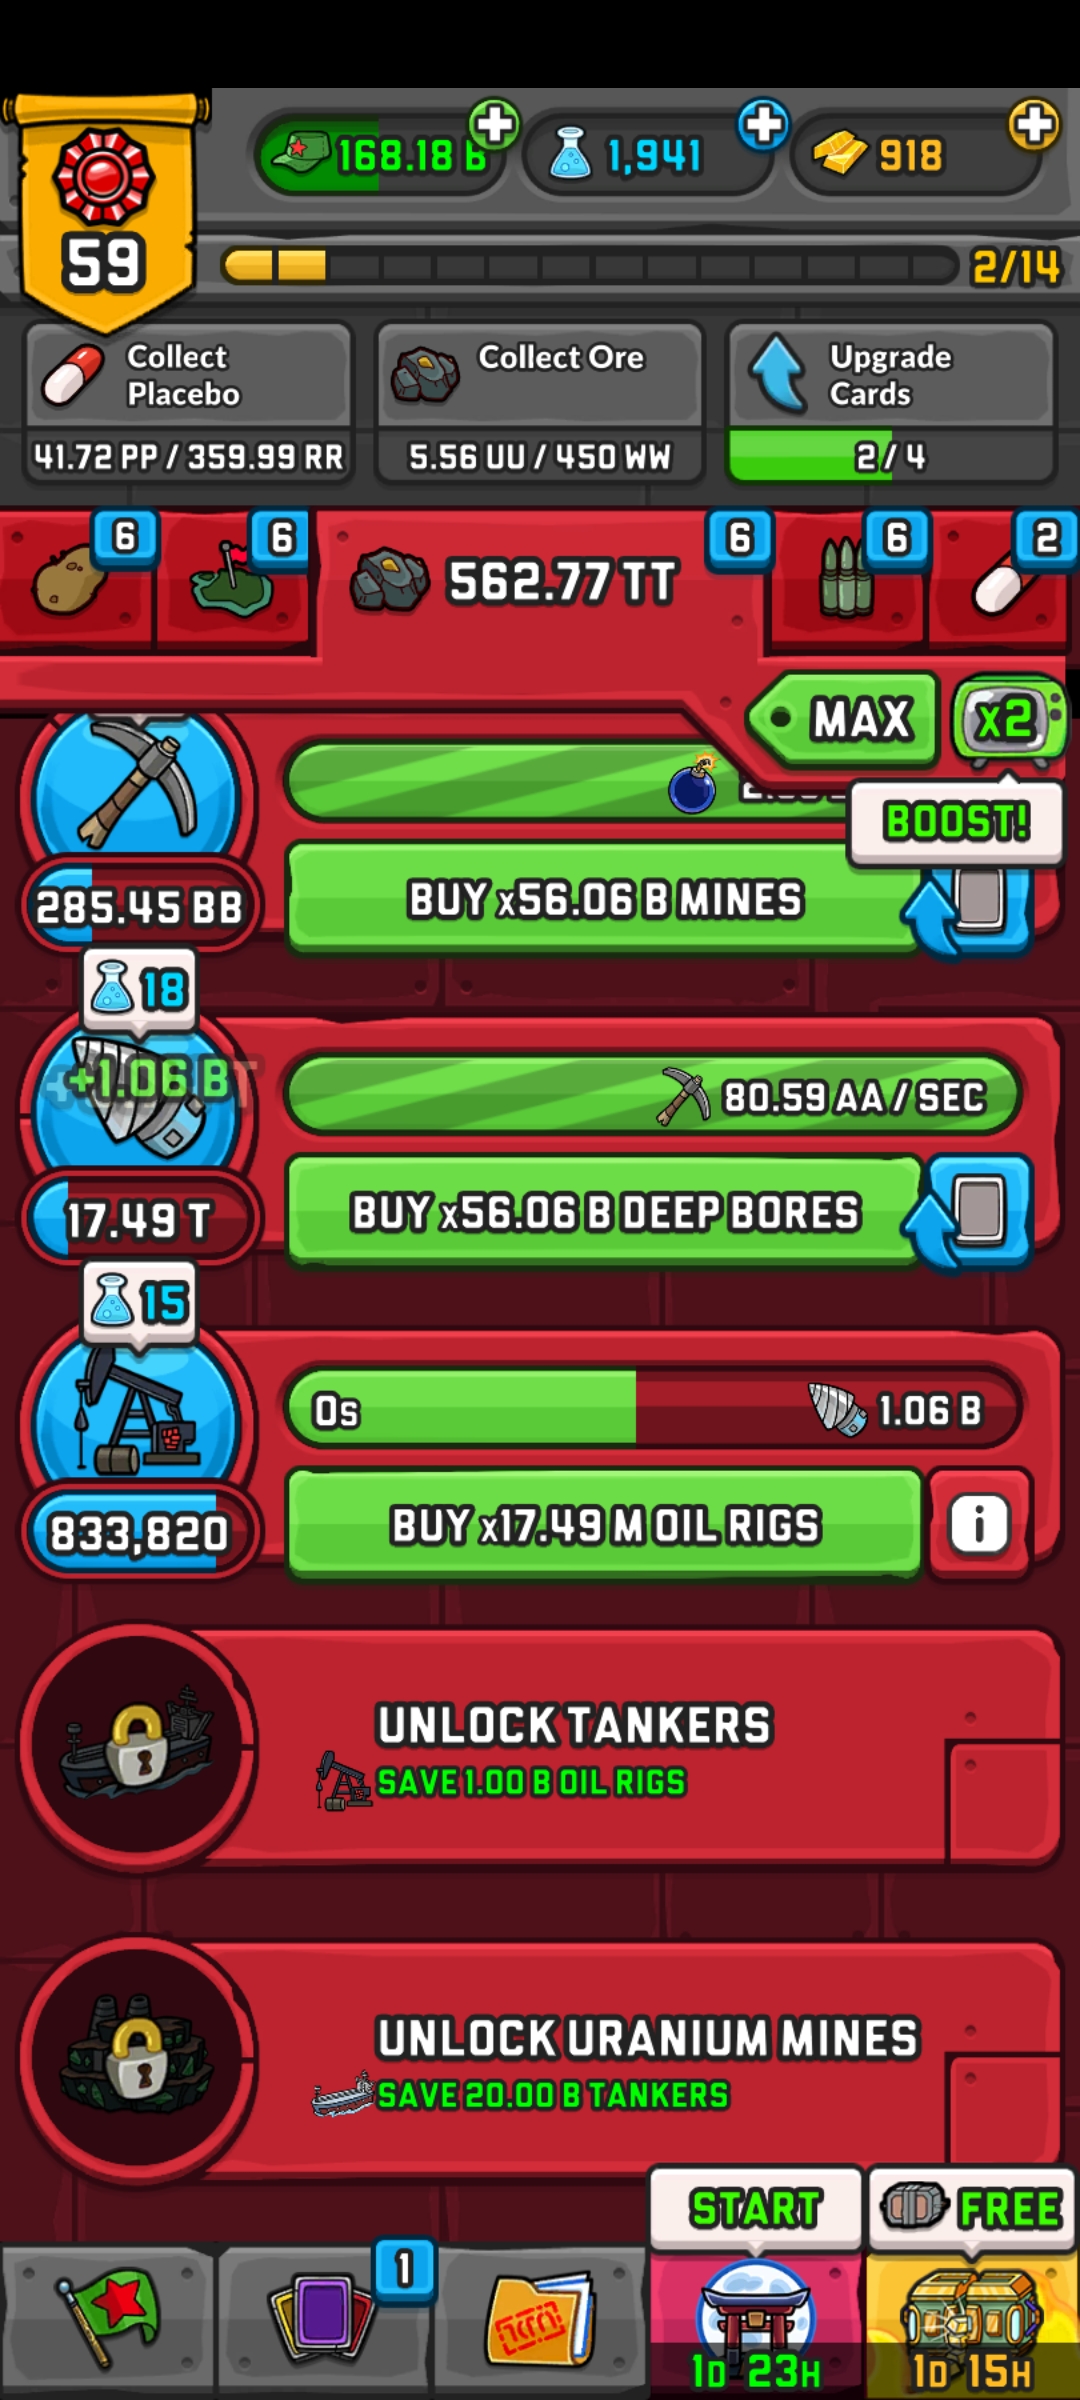 168.18 B
1,941
918
59
2/14
Collect
Placebo
41.72 PP / 359.99 RR
Collect Ore
5.56 UU / 450 WW
Upgrade
Cards
2 / 4
6
6
562.77 TT
6
6
2
MAX
x2
BOOST!
285.45 BB
BUY x56.06 B MINES
18
+1.06 B
80.59 AA / SEC
17.49 T
BUY x56.06 B DEEP BORES
15
0s
1.06 B
833,820
BUY x17.49 M OIL RIGS
i
UNLOCK TANKERS
SAVE 1.00 B OIL RIGS
UNLOCK URANIUM MINES
SAVE 20.00 B TANKERS
START
FREE
1
1D 23H
1D 15H